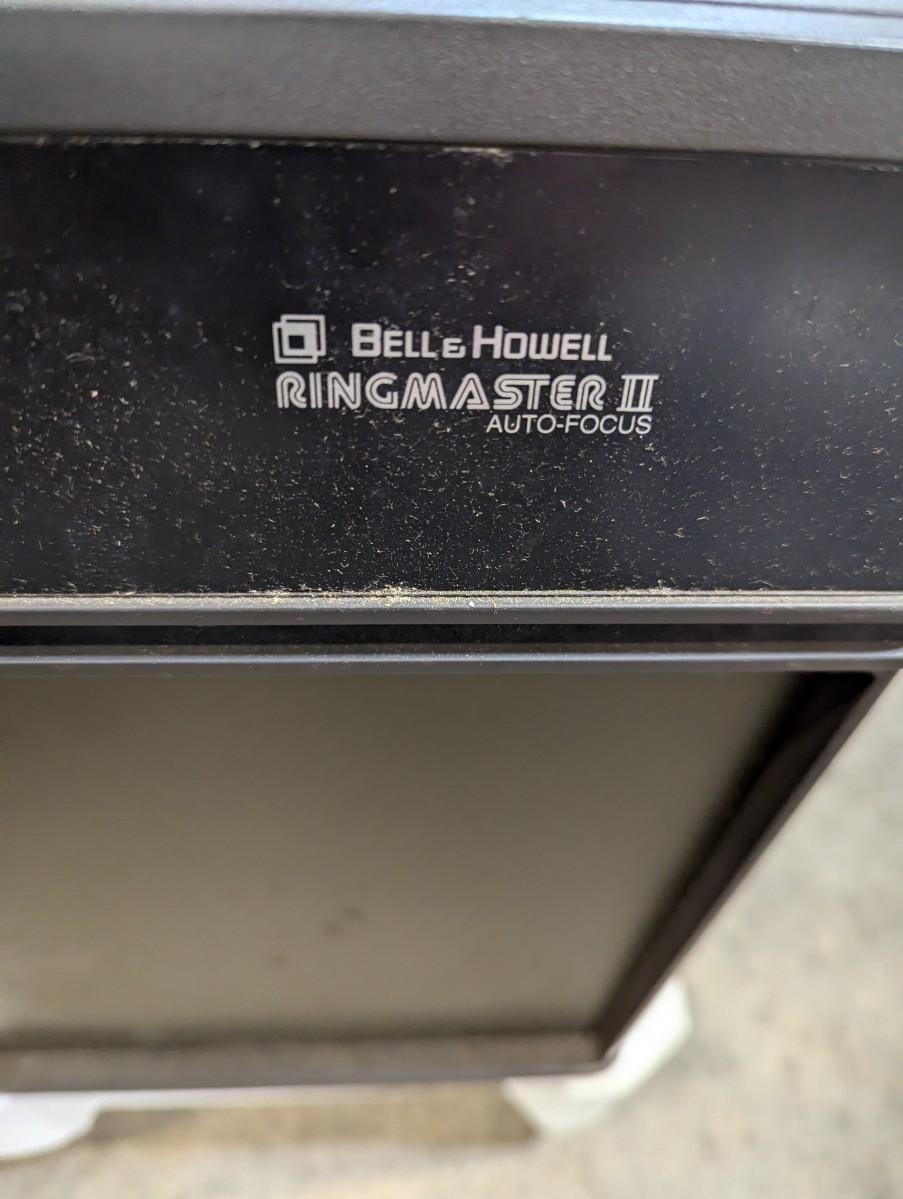 BELL & HOWELL
RINGMASTER II
AUTO-FOCUS